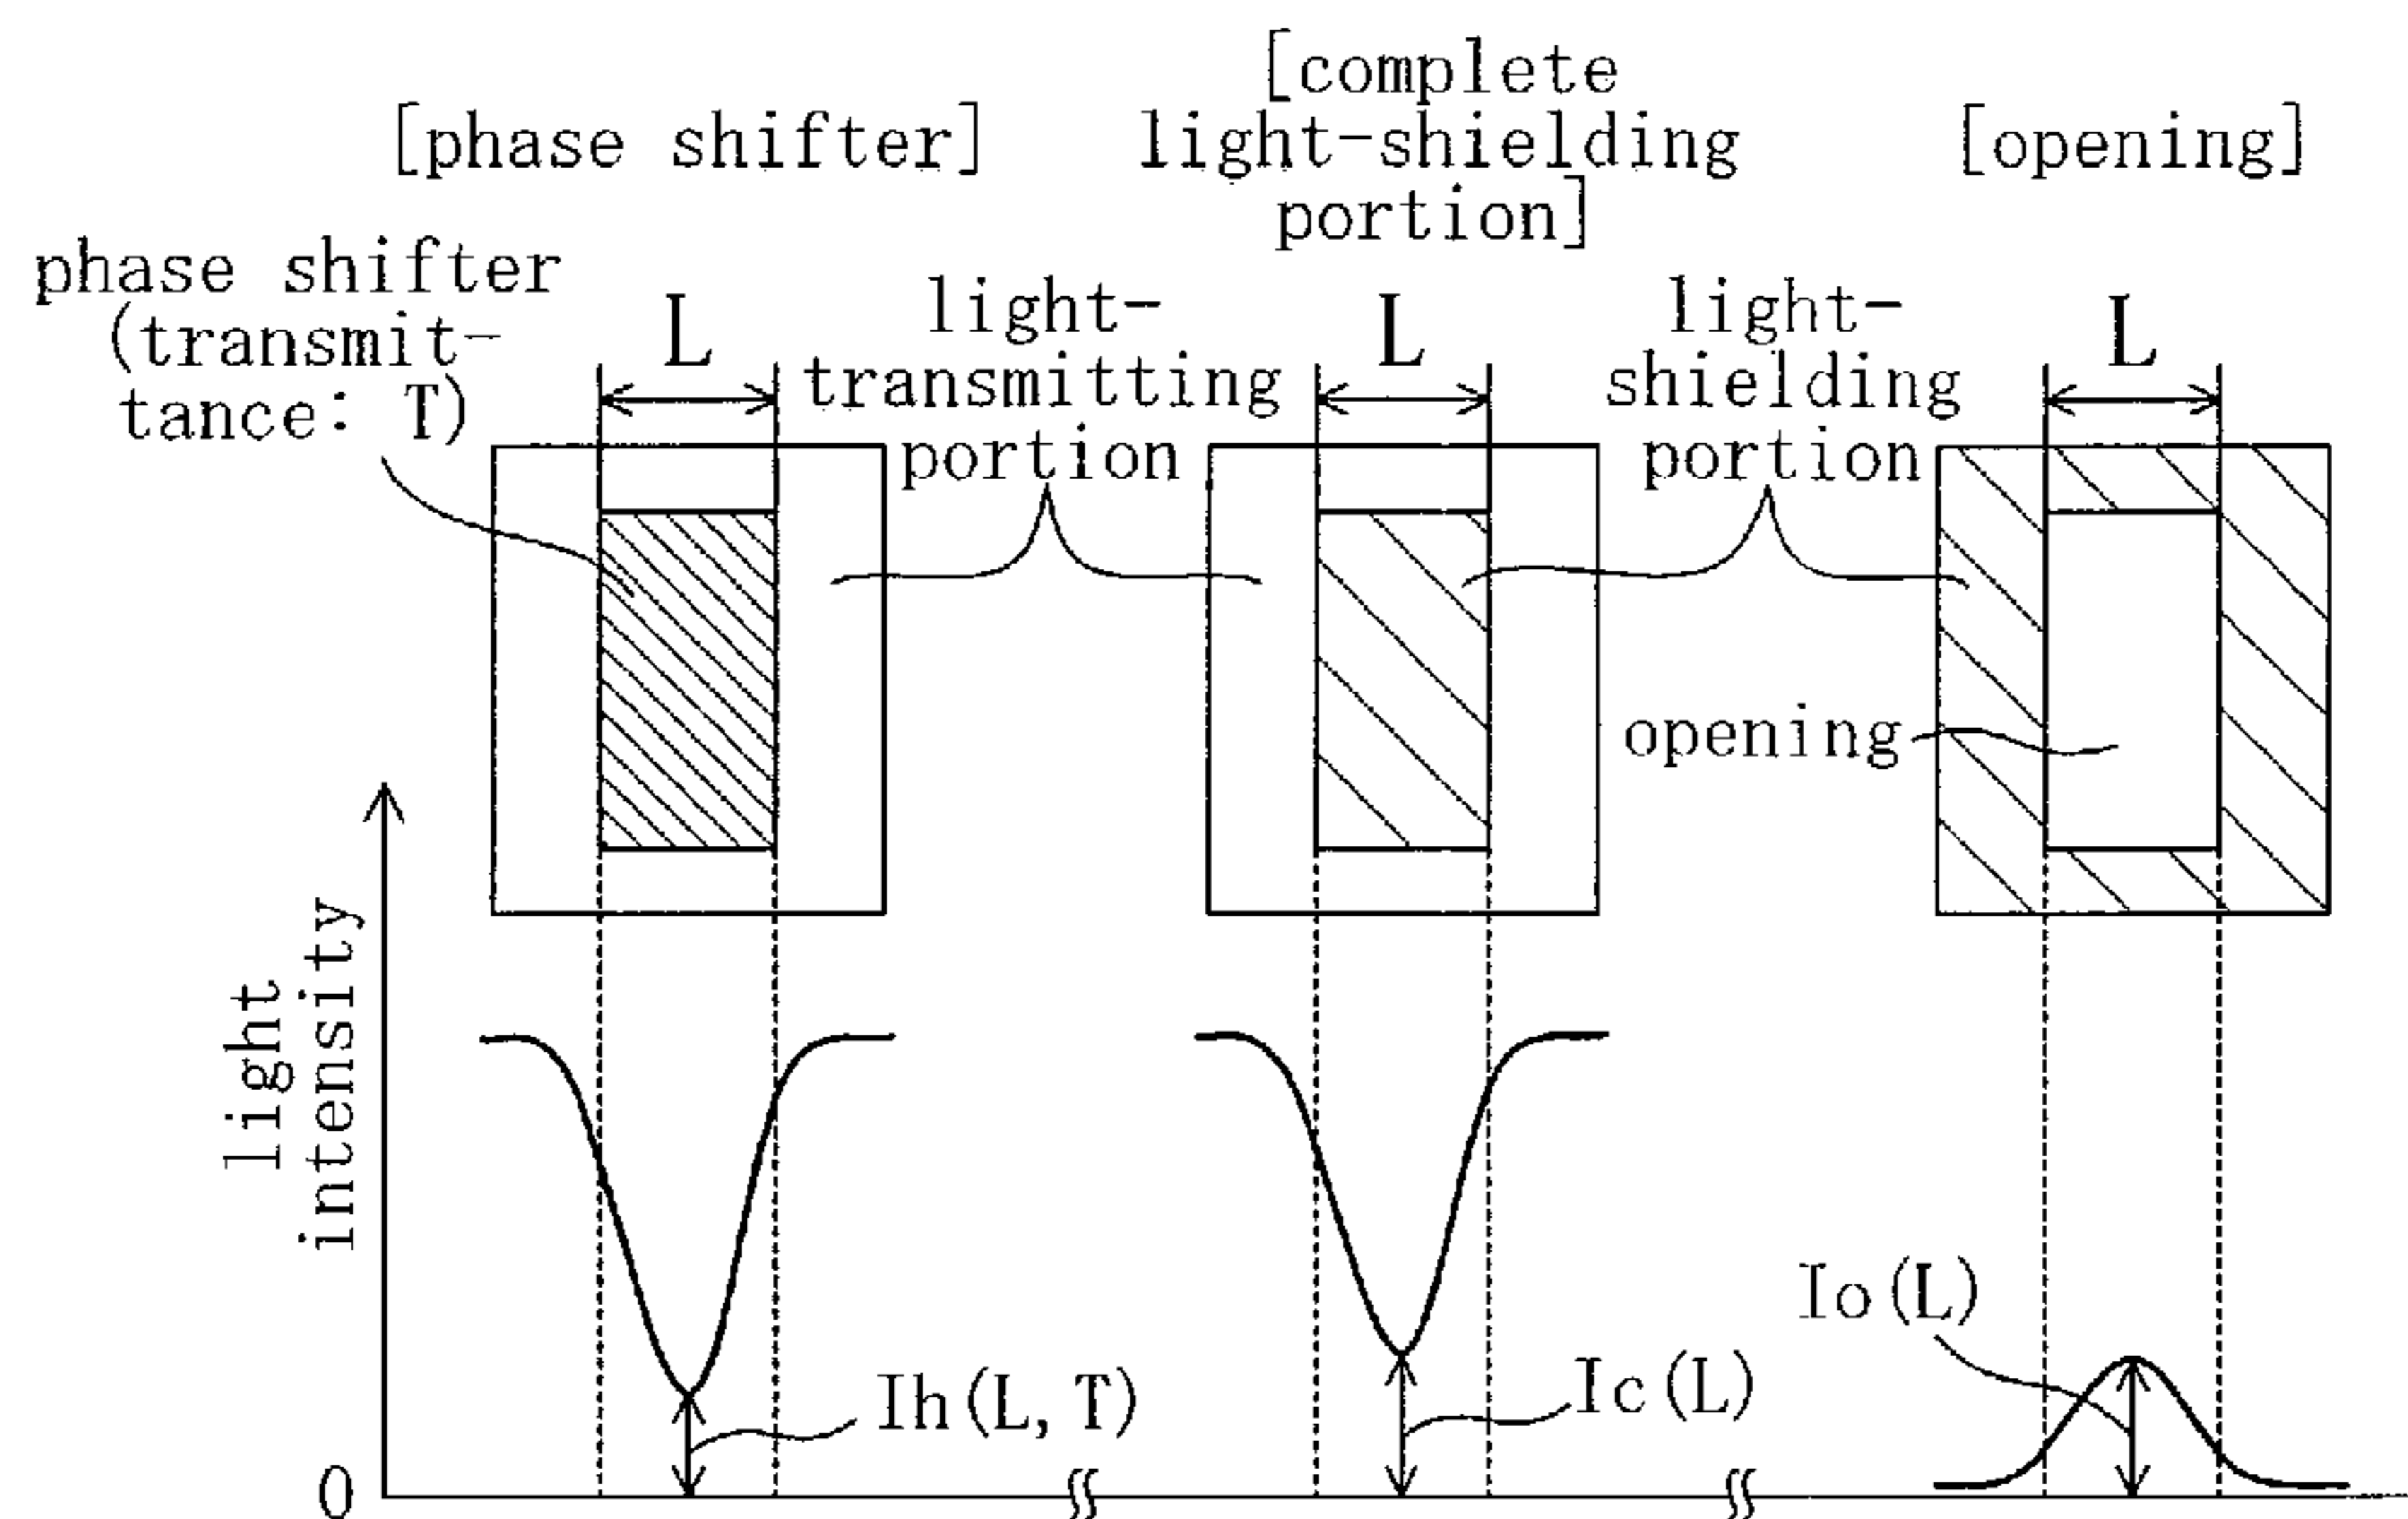 [phase shifter]
[complete
light-shielding
portion]
[opening]
phase shifter
(transmit-
tance: T)
L
light-
transmitting
portion
L
light-
shielding
portion
L
opening
light
intensity
Io(L)
Ih(L, T)
Ic(L)
0